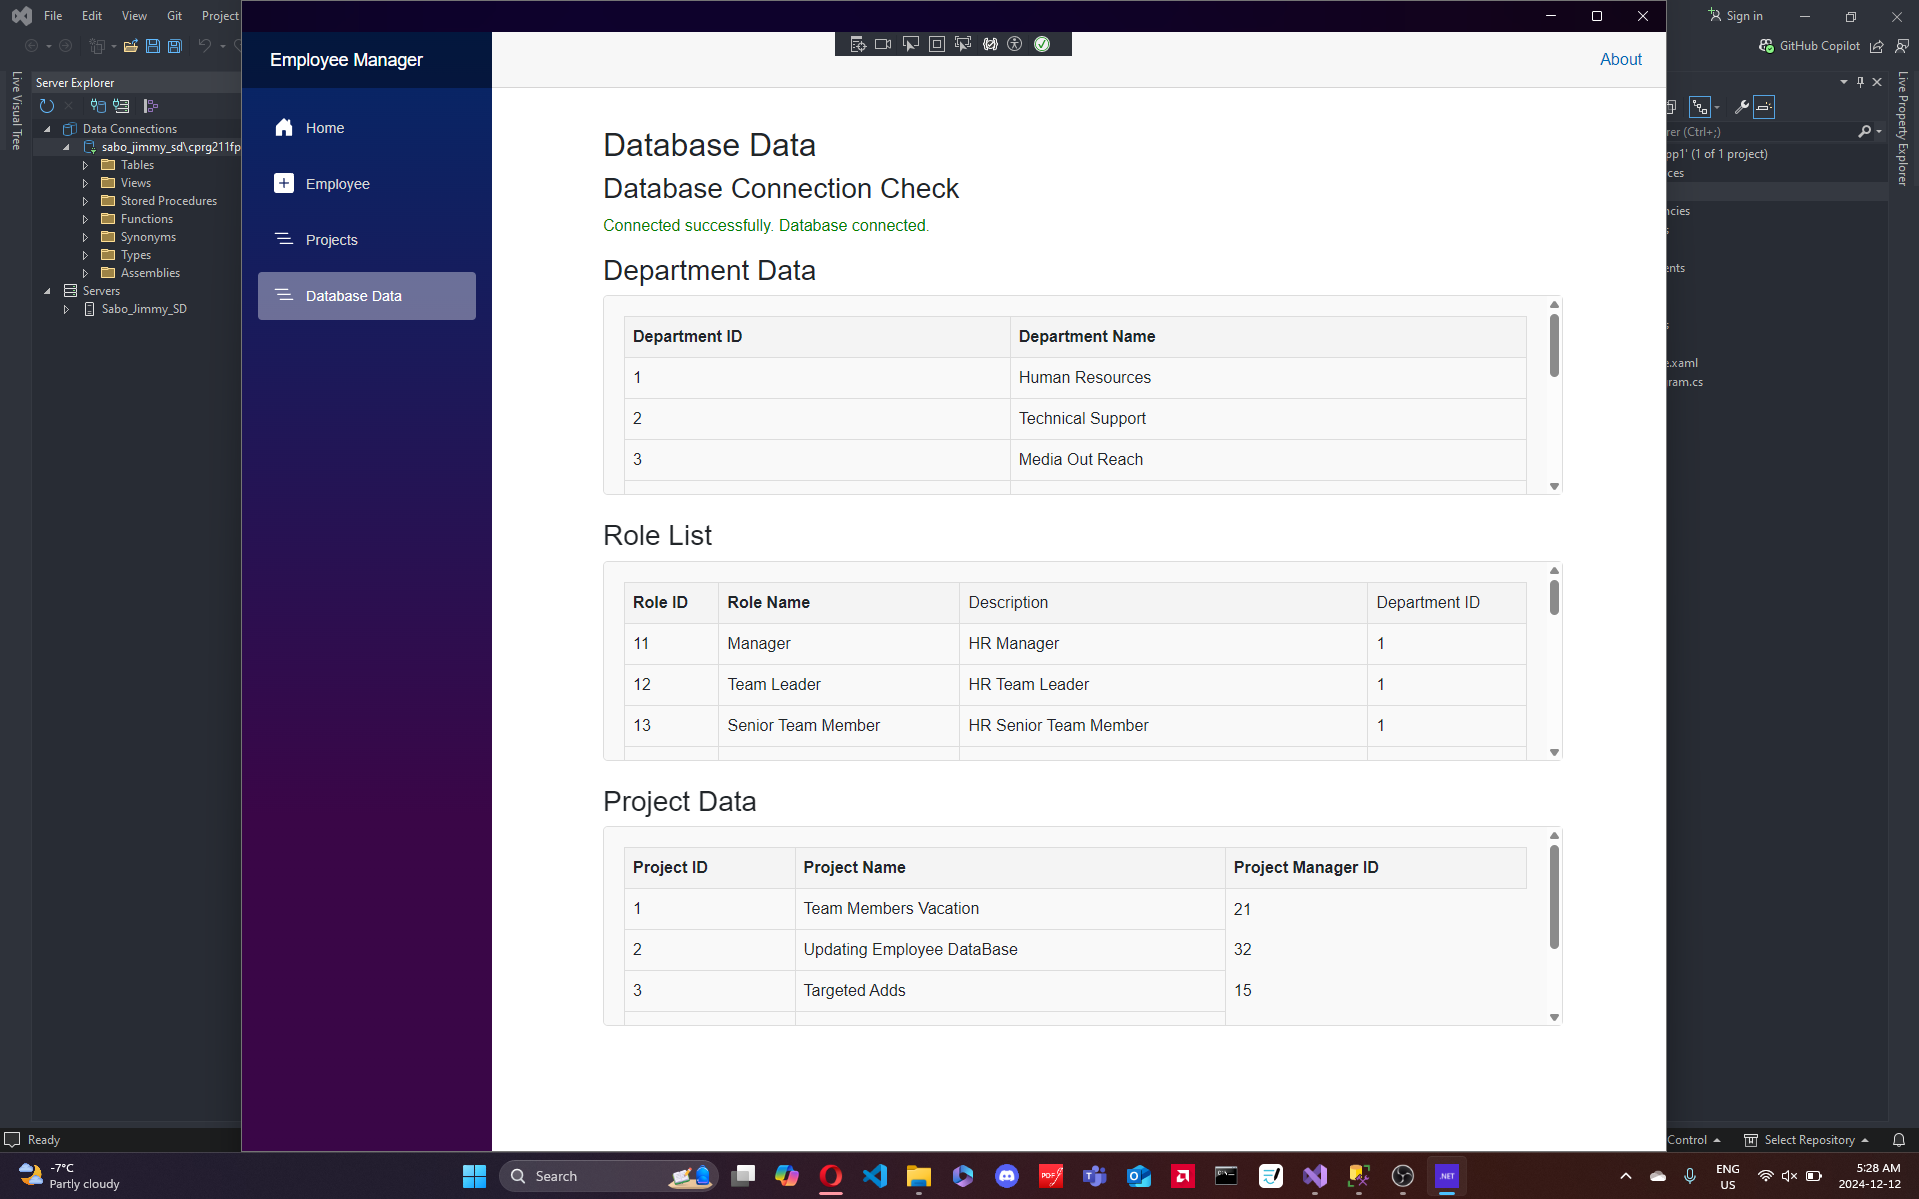 File Edit View Git Project
Sign in
GitHub Copilot
Live Visual Tree
Server Explorer
Data Connections
sabo_jimmy_sd\cprg211fp
Tables
Views
Stored Procedures
Functions
Synonyms
Types
Assemblies
Servers
Sabo_Jimmy_SD
Employee Manager
Home
Employee
Projects
Database Data
About
Database Data
Database Connection Check
Connected successfully. Database connected.
Department Data
Department ID Department Name
1 Human Resources
2 Technical Support
3 Media Out Reach
Role List
Role ID Role Name Description Department ID
11 Manager HR Manager 1
12 Team Leader HR Team Leader 1
13 Senior Team Member HR Senior Team Member 1
Project Data
Project ID Project Name Project Manager ID
1 Team Members Vacation 21
2 Updating Employee DataBase 32
3 Targeted Adds 15
rer (Ctrl+;)
pp1' (1 of 1 project)
ces
ncies
s
ents
s
e.xaml
ram.cs
Live Property Explorer
Ready
Control
Select Repository
-7°C
Partly cloudy
Search
PDF
.NET
ENG
US
5:28 AM
2024-12-12